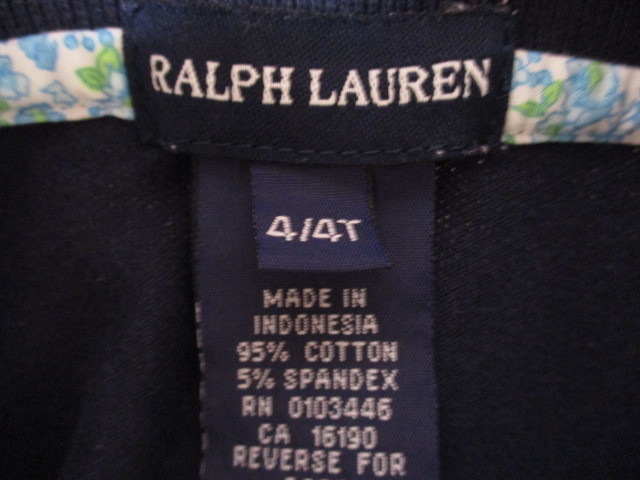 RALPH LAUREN
4/4T
MADE IN
INDONESIA
95% COTTON
5% SPANDEX
RN 0103446
CA 16190
REVERSE FOR